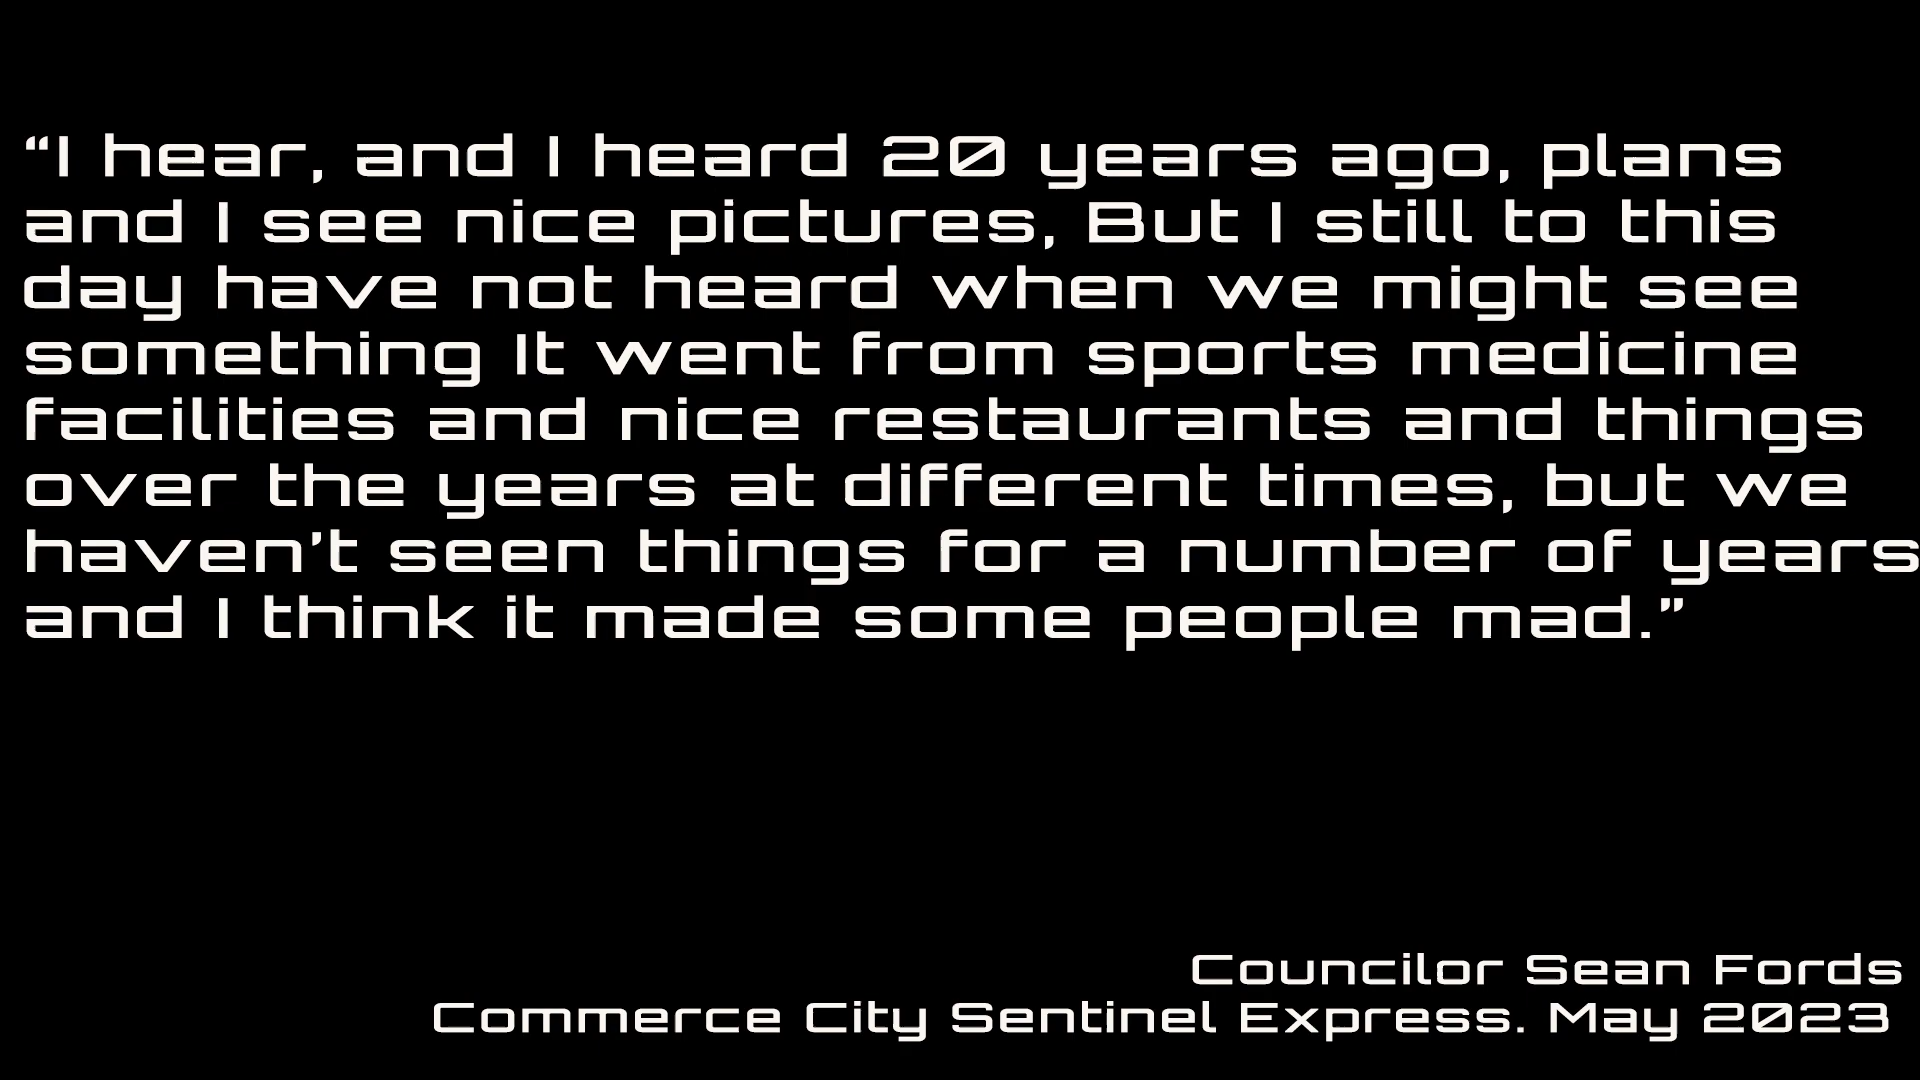 “I hear, and I heard 20 years ago, plans
and I see nice pictures, But I still to this
day have not heard when we might see
something It went from sports medicine
facilities and nice restaurants and things
over the years at different times, but we
haven’t seen things for a number of years
and I think it made some people mad.”
Councilor Sean Fords
Commerce City Sentinel Express. May 2023